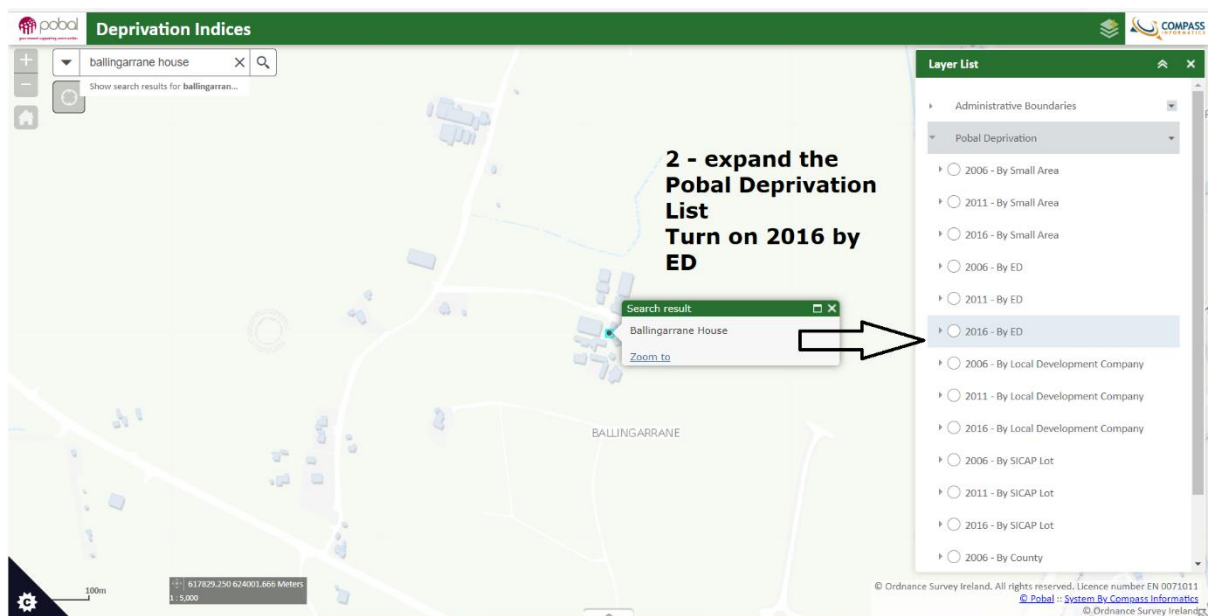 pobal
government supporting communities
Deprivation Indices
COMPASS
INFORMATICS
ballingarrane house
Show search results for ballingarran...
Layer List
Administrative Boundaries
Pobal Deprivation
2006 - By Small Area
2011 - By Small Area
2016 - By Small Area
2006 - By ED
2011 - By ED
2016 - By ED
2006 - By Local Development Company
2011 - By Local Development Company
2016 - By Local Development Company
2006 - By SICAP Lot
2011 - By SICAP Lot
2016 - By SICAP Lot
2006 - By County
2 - expand the
Pobal Deprivation
List
Turn on 2016 by
ED
Search result
Ballingarrane House
Zoom to
BALLINGARRANE
100m
617829.250 624001.666 Meters
1 : 5,000
© Ordnance Survey Ireland. All rights reserved. Licence number EN 0071011
© Pobal :: System By Compass Informatics
© Ordnance Survey Ireland